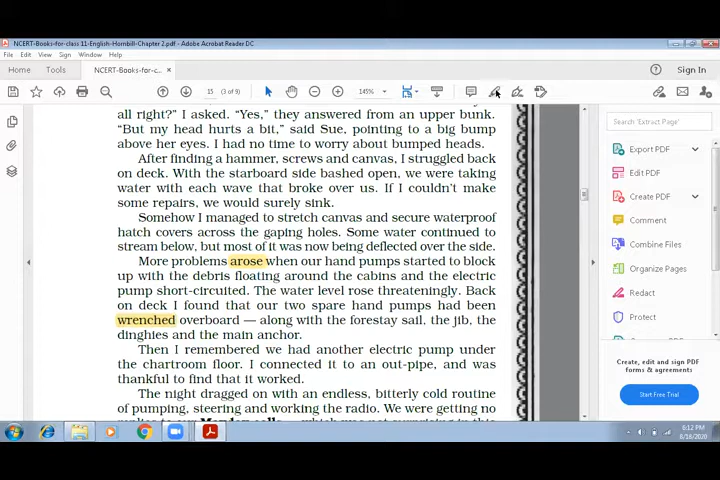 NCERT-Books-for class 11-English-Hornbill-Chapter 2.pdf - Adobe Acrobat Reader DC
File Edit View Sign Window Help
Home Tools NCERT-Books-for-c... × Sign In
15 (3 of 9) 145%
all right?” I asked. “Yes,” they answered from an upper bunk.
“But my head hurts a bit,” said Sue, pointing to a big bump
above her eyes. I had no time to worry about bumped heads.
After finding a hammer, screws and canvas, I struggled back
on deck. With the starboard side bashed open, we were taking
water with each wave that broke over us. If I couldn’t make
some repairs, we would surely sink.
Somehow I managed to stretch canvas and secure waterproof
hatch covers across the gaping holes. Some water continued to
stream below, but most of it was now being deflected over the side.
More problems arose when our hand pumps started to block
up with the debris floating around the cabins and the electric
pump short-circuited. The water level rose threateningly. Back
on deck I found that our two spare hand pumps had been
wrenched overboard — along with the forestay sail, the jib, the
dinghies and the main anchor.
Then I remembered we had another electric pump under
the chartroom floor. I connected it to an out-pipe, and was
thankful to find that it worked.
The night dragged on with an endless, bitterly cold routine
of pumping, steering and working the radio. We were getting no
Search 'Extract Page'
Export PDF
Edit PDF
Create PDF
Comment
Combine Files
Organize Pages
Redact
Protect
Create, edit and sign PDF
forms & agreements
Start Free Trial
6:12 PM
8/18/2020